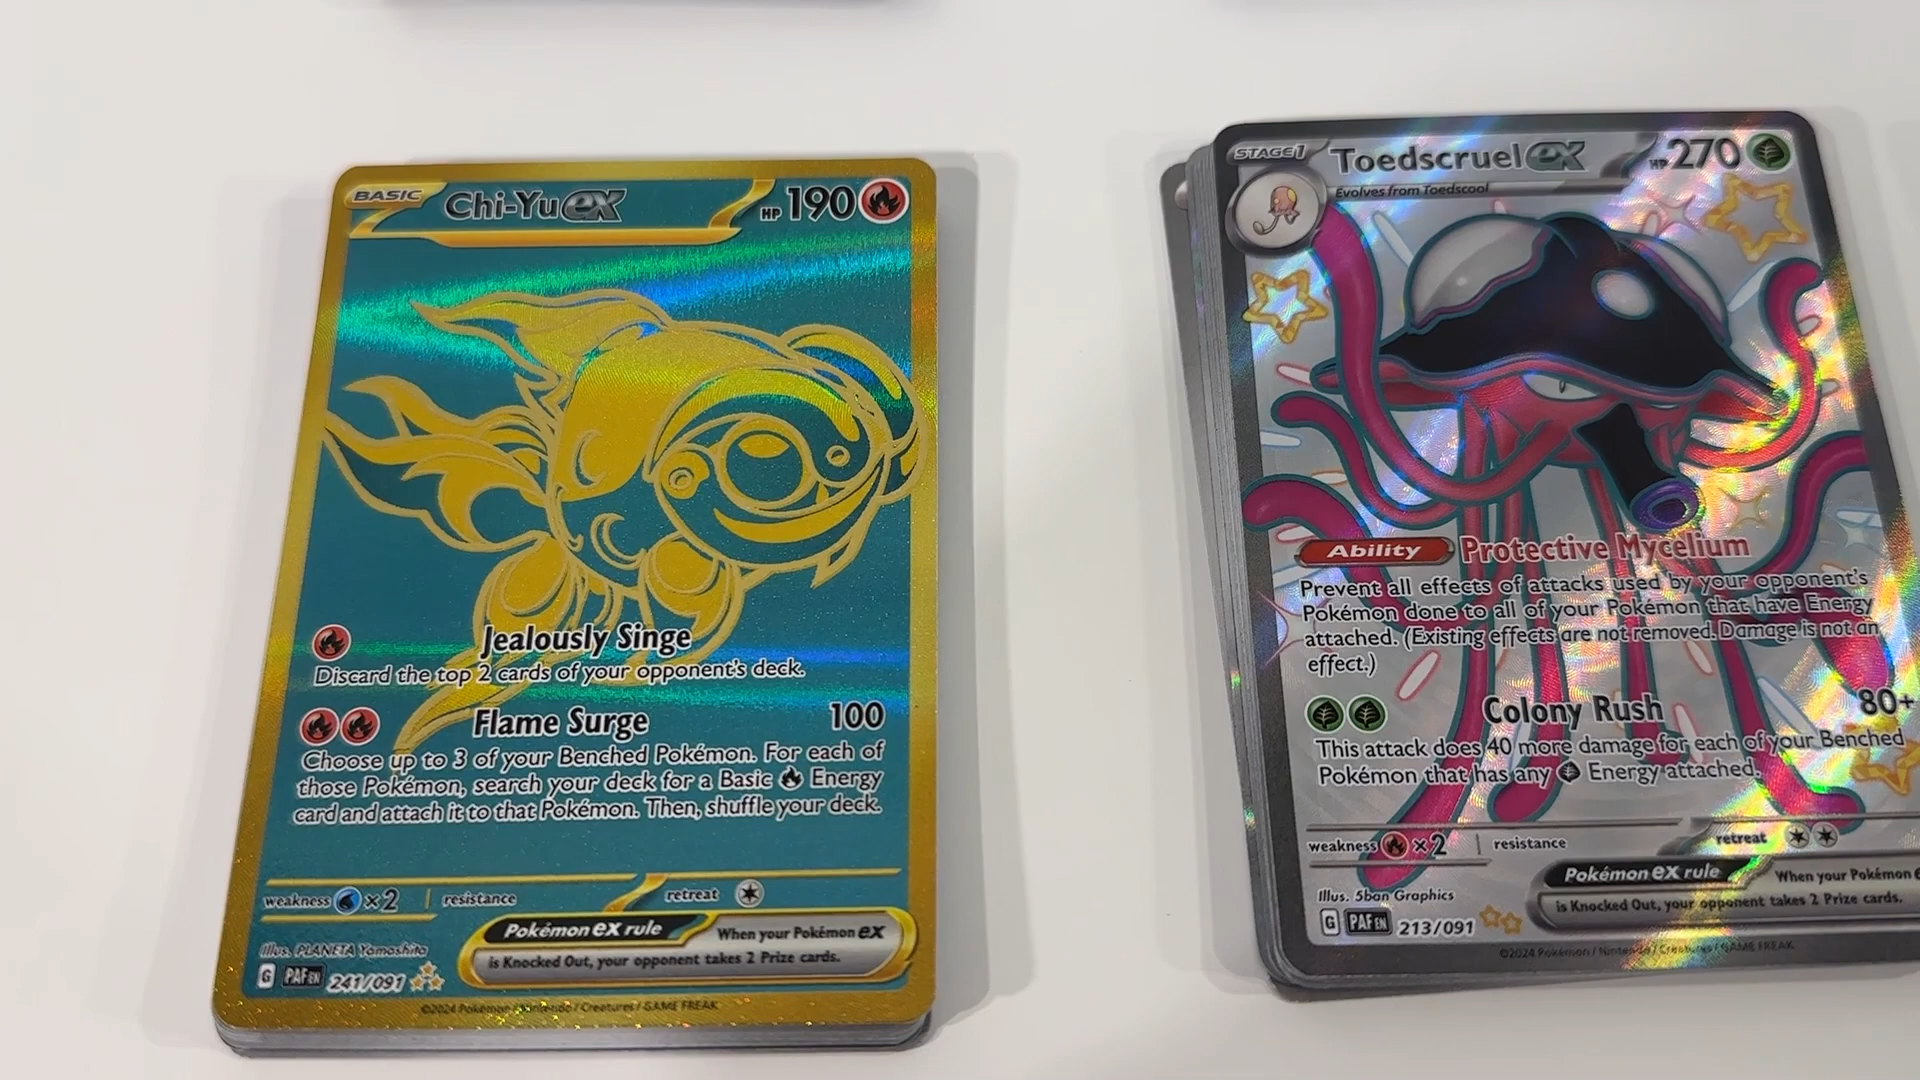 BASIC Chi-Yu ex HP 190
Jealously Singe
Discard the top 2 cards of your opponent's deck.
Flame Surge 100
Choose up to 3 of your Benched Pokémon. For each of
those Pokémon, search your deck for a Basic Energy
card and attach it to that Pokémon. Then, shuffle your deck.
weakness ×2 resistance retreat
Pokémon ex rule When your Pokémon ex
is Knocked Out, your opponent takes 2 Prize cards.
Illus. PLANETA Yamashita
G PAF EN 241/091
©2024 Pokémon / Nintendo / Creatures / GAME FREAK
STAGE 1 Toedscruel ex HP 270
Evolves from Toedscool
Ability Protective Mycelium
Prevent all effects of attacks used by your opponent's
Pokémon done to all of your Pokémon that have Energy
attached. (Existing effects are not removed. Damage is not an
effect.)
Colony Rush 80+
This attack does 40 more damage for each of your Benched
Pokémon that has any Energy attached.
weakness ×2 resistance retreat
Pokémon ex rule When your Pokémon
is Knocked Out, your opponent takes 2 Prize cards.
Illus. 5ban Graphics
G PAF EN 213/091
©2024 Pokémon / Nintendo / Creatures / GAME FREAK